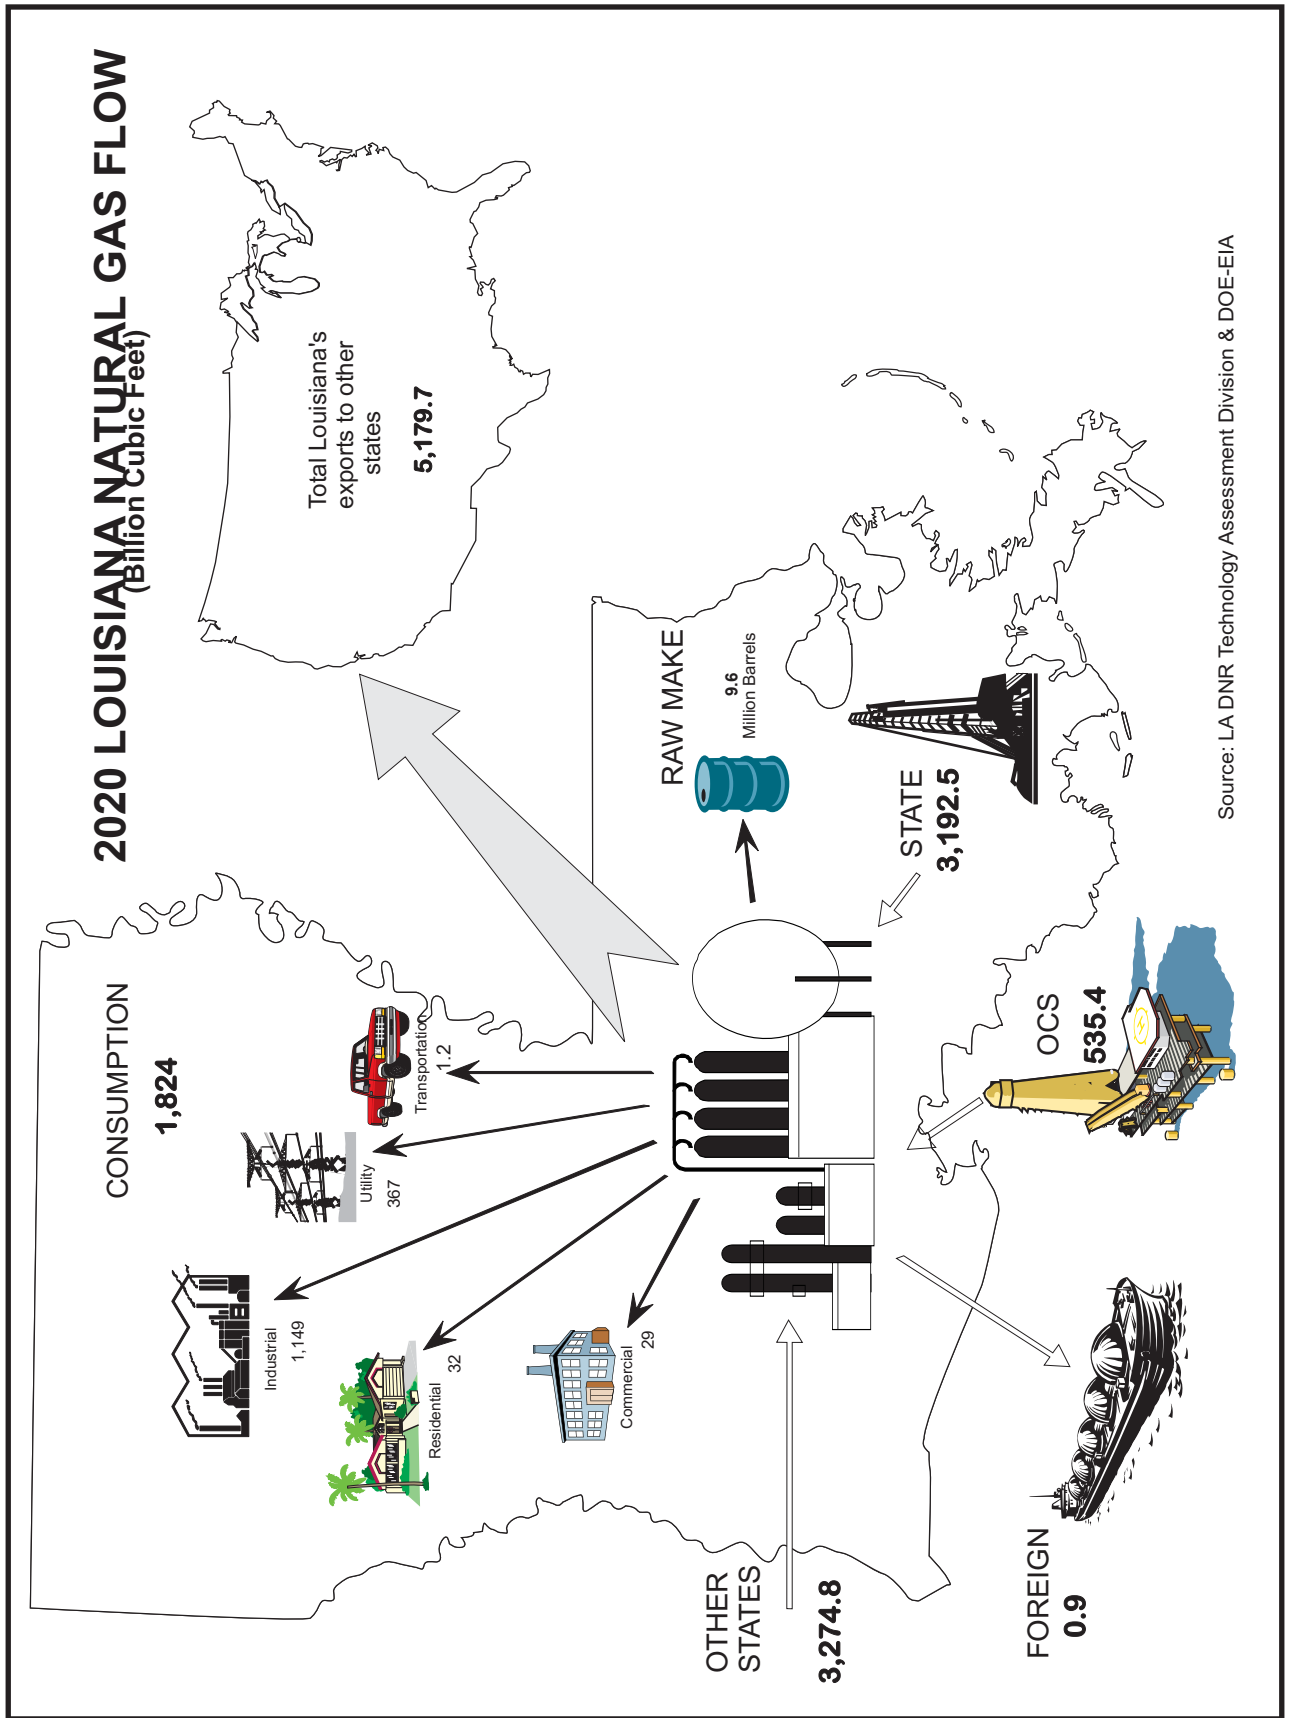 2020 LOUISIANA NATURAL GAS FLOW
(Billion Cubic Feet)
CONSUMPTION
1,824
Industrial
1,149
Utility
367
Transportation
1.2
Residential
32
Commercial
29
Total Louisiana's
exports to other
states
5,179.7
RAW MAKE
9.6
Million Barrels
OTHER
STATES
3,274.8
STATE
3,192.5
OCS
535.4
FOREIGN
0.9
Source: LA DNR Technology Assessment Division & DOE-EIA